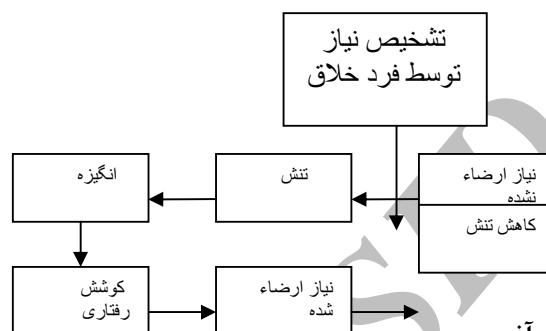 تشخیص نیاز
توسط فرد خلاق
نیاز ارضاء
نشده
تنش
انگیزه
کاهش تنش
کوشش
رفتاری
نیاز ارضاء
شده